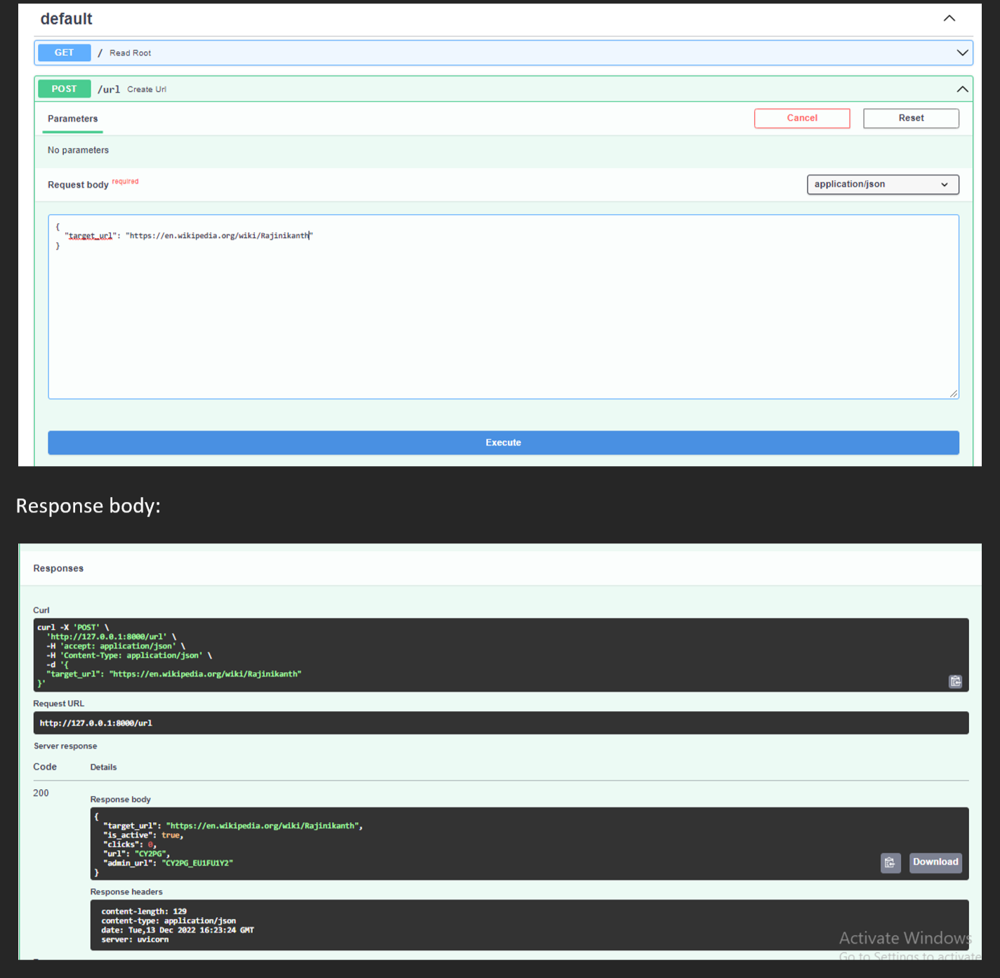 default
GET / Read Root
POST /url Create Url
Parameters
Cancel
Reset
No parameters
Request body required
application/json
{
"target_url": "https://en.wikipedia.org/wiki/Rajinikanth"
}
Execute
Response body:
Responses
Curl
curl -X 'POST' \
'http://127.0.0.1:8000/url' \
-H 'accept: application/json' \
-H 'Content-Type: application/json' \
-d '{
"target_url": "https://en.wikipedia.org/wiki/Rajinikanth"
}'
Request URL
http://127.0.0.1:8000/url
Server response
Code Details
200
Response body
{
"target_url": "https://en.wikipedia.org/wiki/Rajinikanth",
"is_active": true,
"clicks": 0,
"url": "CY2PG",
"admin_url": "CY2PG_EU1FU1Y2"
}
Download
Response headers
content-length: 129
content-type: application/json
date: Tue,13 Dec 2022 16:23:24 GMT
server: uvicorn
Activate Windows
Go to Settings to activate